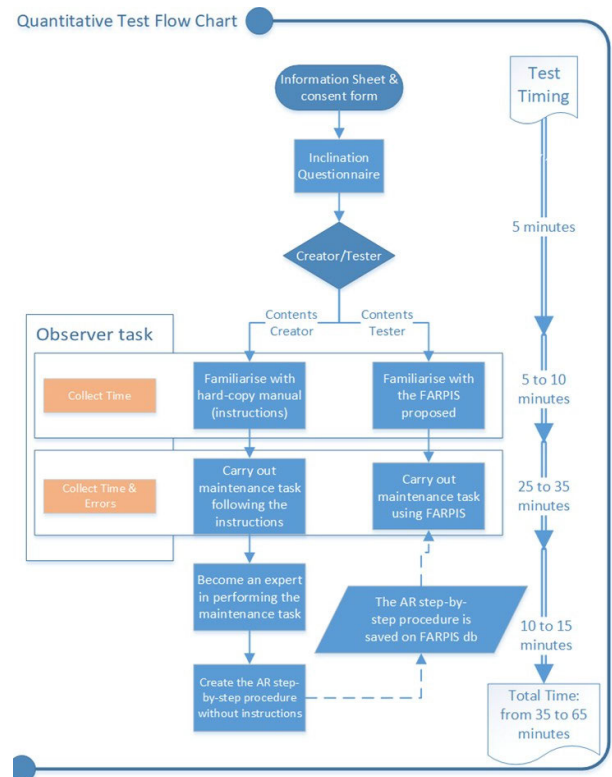 Quantitative Test Flow Chart
Information Sheet &
consent form
Test
Timing
Inclination
Questionnaire
5 minutes
Creator/Tester
Contents
Creator
Contents
Tester
Observer task
Collect Time
Familiarise with
hard-copy manual
(instructions)
Familiarise with
the FARPIS
proposed
5 to 10
minutes
Collect Time &
Errors
Carry out
maintenance task
following the
instructions
Carry out
maintenance task
using FARPIS
25 to 35
minutes
Become an expert
in performing the
maintenance task
The AR step-by-
step procedure is
saved on FARPIS db
10 to 15
minutes
Create the AR step-
by-step procedure
without instructions
Total Time:
from 35 to 65
minutes